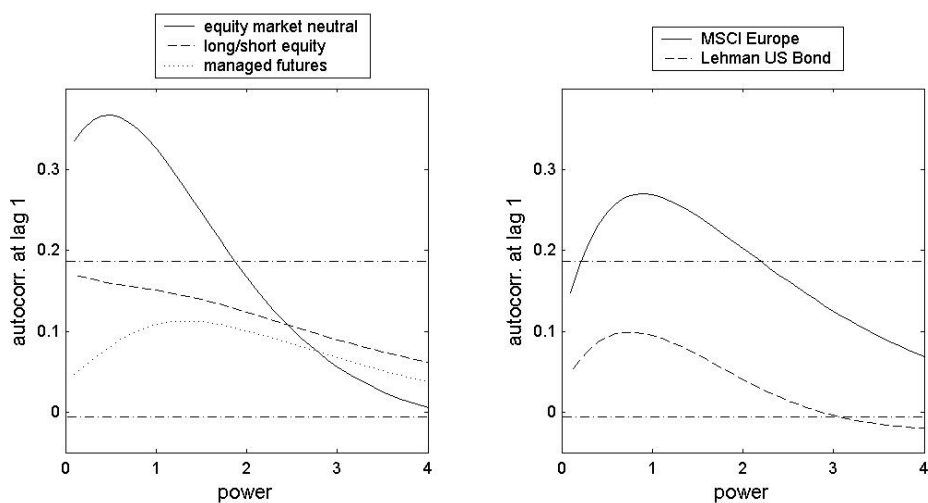 equity market neutral
long/short equity
managed futures
0.3
0.2
0.1
0
autocorr. at lag 1
0 1 2 3 4
power
MSCI Europe
Lehman US Bond
0.3
0.2
0.1
0
autocorr. at lag 1
0 1 2 3 4
power